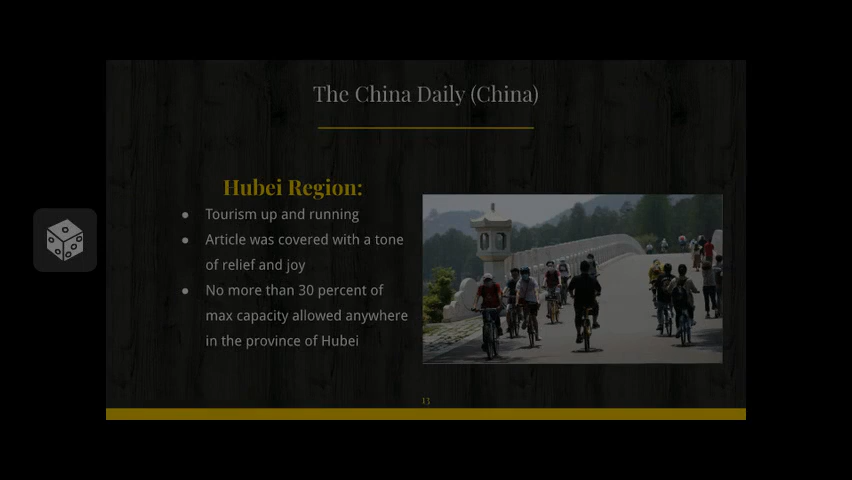 The China Daily (China)
Hubei Region:
● Tourism up and running
● Article was covered with a tone
of relief and joy
● No more than 30 percent of
max capacity allowed anywhere
in the province of Hubei
13